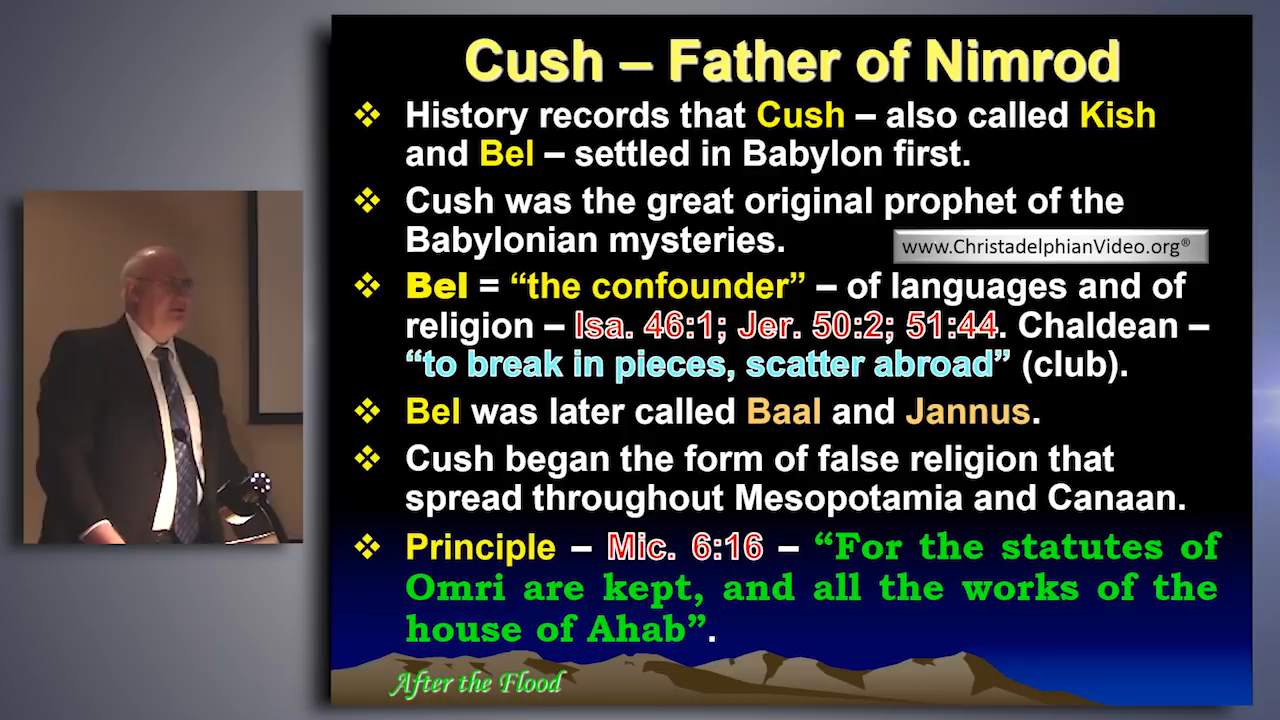 Cush – Father of Nimrod
❖ History records that Cush – also called Kish
and Bel – settled in Babylon first.
❖ Cush was the great original prophet of the
Babylonian mysteries.
www.ChristadelphianVideo.org®
❖ Bel = “the confounder” – of languages and of
religion – Isa. 46:1; Jer. 50:2; 51:44. Chaldean –
“to break in pieces, scatter abroad” (club).
❖ Bel was later called Baal and Jannus.
❖ Cush began the form of false religion that
spread throughout Mesopotamia and Canaan.
❖ Principle – Mic. 6:16 – “For the statutes of
Omri are kept, and all the works of the
house of Ahab”.
After the Flood